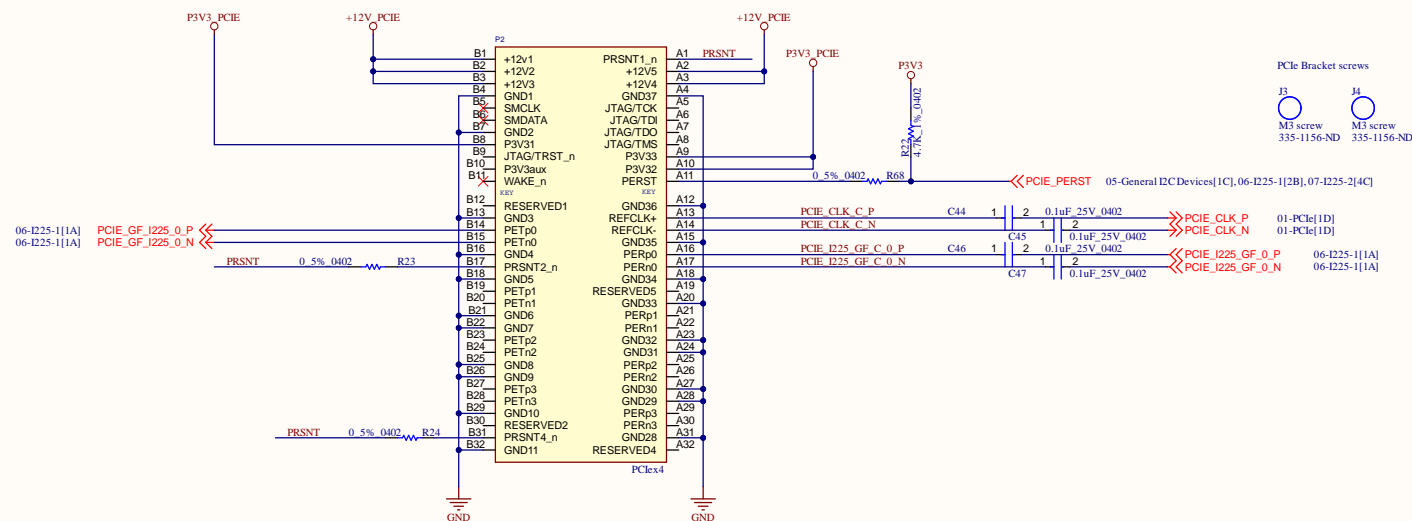 P3V3_PCIE
+12V_PCIE
+12V_PCIE
P2
P3V3_PCIE
P3V3
PCIe Bracket screws
J3 J4
M3 screw M3 screw
335-1156-ND 335-1156-ND
B1 +12v1 PRSNT1_n A1 PRSNT
B2 +12V2 +12V5 A2
B3 +12V3 +12V4 A3
B4 GND1 GND37 A4
B5 SMCLK JTAG/TCK A5
B6 SMDATA JTAG/TDI A6
B7 GND2 JTAG/TDO A7
B8 P3V31 JTAG/TMS A8
R22
4.7K_1%_0402
B9 JTAG/TRST_n P3V33 A9
B10 P3V3aux P3V32 A10
B11 WAKE_n PERST A11 0_5%_0402 R68 PCIE_PERST 05-General I2C Devices[1C], 06-I225-1[2B], 07-I225-2[4C]
KEY KEY
B12 RESERVED1 GND36 A12
B13 GND3 REFCLK+ A13 PCIE_CLK_C_P C44 1 2 0.1uF_25V_0402 PCIE_CLK_P 01-PCIe[1D]
06-I225-1[1A] PCIE_GF_I225_0_P B14 PETp0 REFCLK- A14 PCIE_CLK_C_N C45 1 2 0.1uF_25V_0402 PCIE_CLK_N 01-PCIe[1D]
06-I225-1[1A] PCIE_GF_I225_0_N B15 PETn0 GND35 A15
B16 GND4 PERp0 A16 PCIE_I225_GF_C_0_P C46 1 2 0.1uF_25V_0402 PCIE_I225_GF_0_P 06-I225-1[1A]
PRSNT 0_5%_0402 R23 B17 PRSNT2_n PERn0 A17 PCIE_I225_GF_C_0_N C47 1 2 0.1uF_25V_0402 PCIE_I225_GF_0_N 06-I225-1[1A]
B18 GND5 GND34 A18
B19 PETp1 RESERVED5 A19
B20 PETn1 GND33 A20
B21 GND6 PERp1 A21
B22 GND7 PERn1 A22
B23 PETp2 GND32 A23
B24 PETn2 GND31 A24
B25 GND8 PERp2 A25
B26 GND9 PERn2 A26
B27 PETp3 GND30 A27
B28 PETn3 GND29 A28
B29 GND10 PERp3 A29
B30 RESERVED2 PERn3 A30
PRSNT 0_5%_0402 R24 B31 PRSNT4_n GND28 A31
B32 GND11 RESERVED4 A32
PCIex4
GND
GND